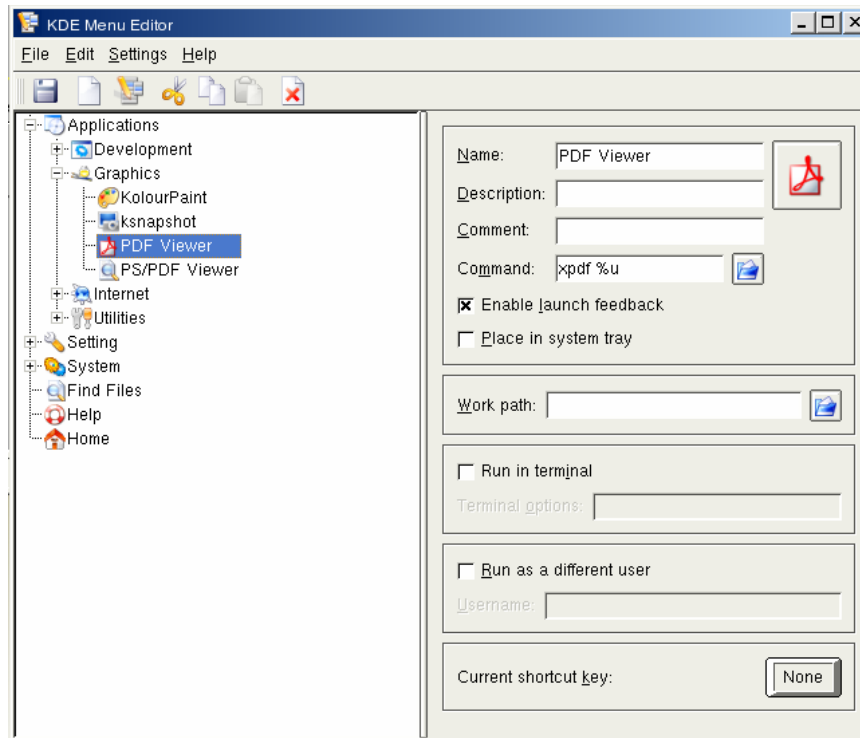 KDE Menu Editor
File Edit Settings Help
Applications
Development
Graphics
KolourPaint
ksnapshot
PDF Viewer
PS/PDF Viewer
Internet
Utilities
Setting
System
Find Files
Help
Home
Name: PDF Viewer
Description:
Comment:
Command: xpdf %u
Enable launch feedback
Place in system tray
Work path:
Run in terminal
Terminal options:
Run as a different user
Username:
Current shortcut key: None